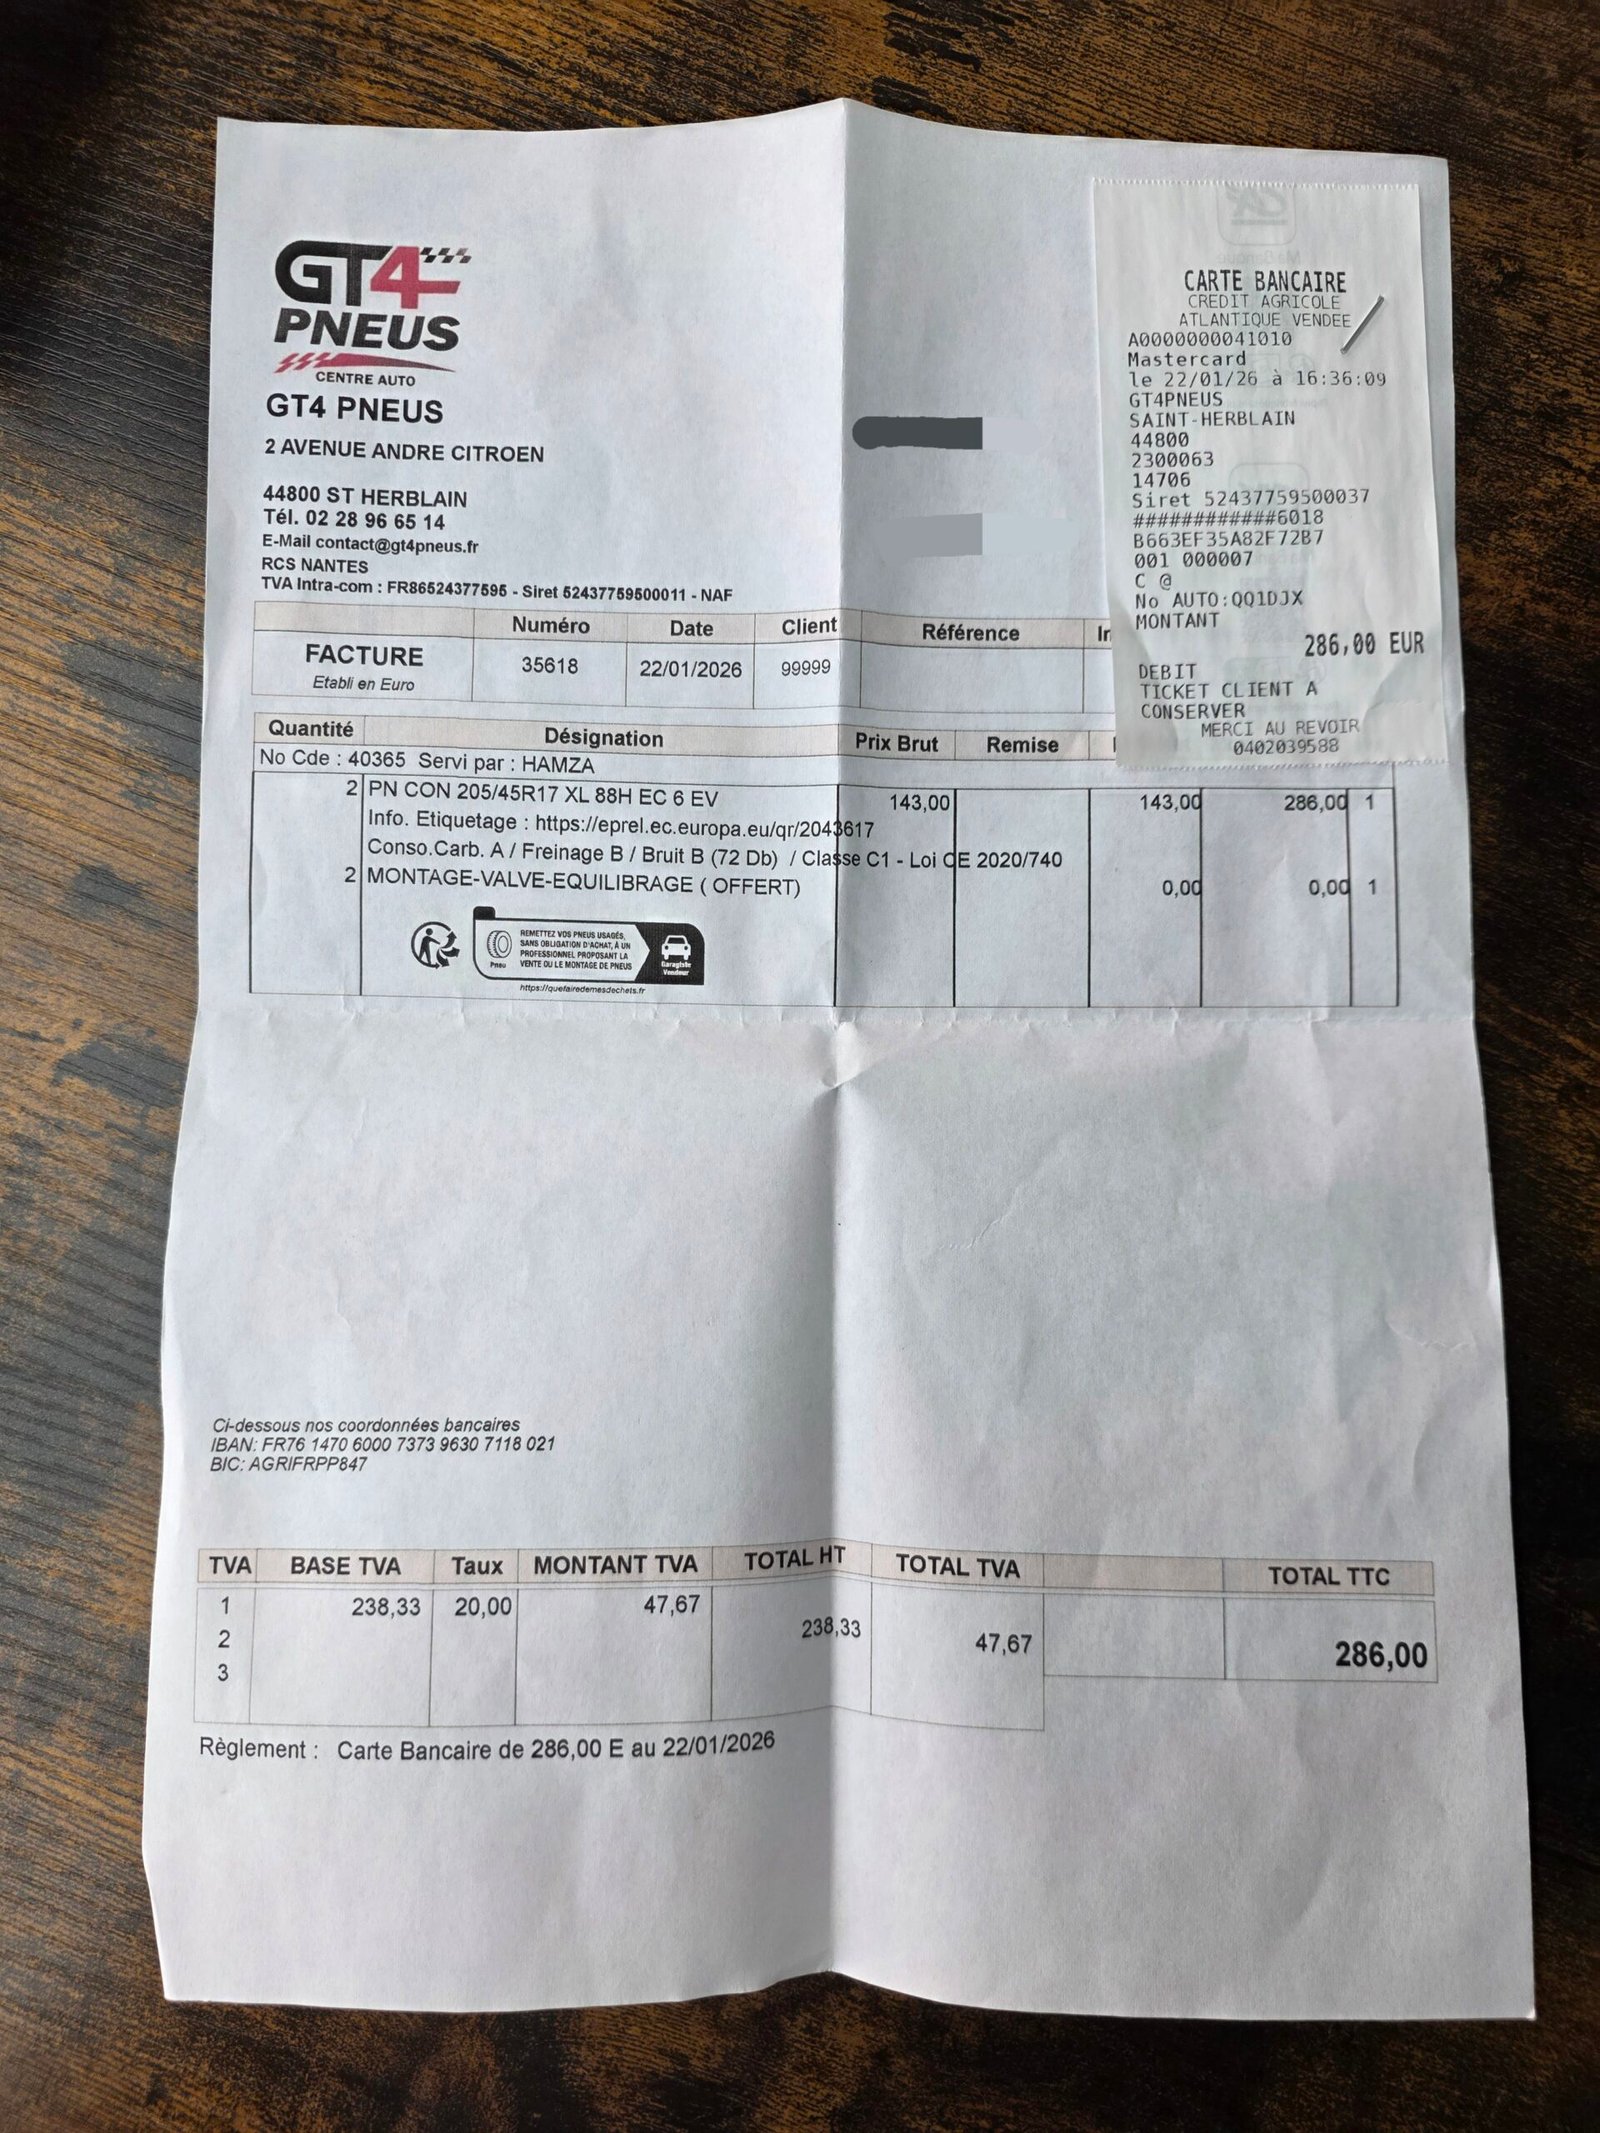 GT4
PNEUS
CENTRE AUTO
GT4 PNEUS
2 AVENUE ANDRE CITROEN
44800 ST HERBLAIN
Tél. 02 28 96 65 14
E-Mail contact@gt4pneus.fr
RCS NANTES
TVA Intra-com : FR86524377595 - Siret 52437759500011 - NAF
CARTE BANCAIRE
CREDIT AGRICOLE
ATLANTIQUE VENDEE
A0000000041010
Mastercard
le 22/01/26 à 16:36:09
GT4PNEUS
SAINT-HERBLAIN
44800
2300063
14706
Siret 52437759500037
############6018
B663EF35A82F72B7
001 000007
C @
No AUTO:QQ1DJX
MONTANT
286,00 EUR
DEBIT
TICKET CLIENT A
CONSERVER
MERCI AU REVOIR
0402039588
Numéro Date Client Référence
FACTURE 35618 22/01/2026 99999
Etabli en Euro
Quantité Désignation Prix Brut Remise
No Cde : 40365 Servi par : HAMZA
2 PN CON 205/45R17 XL 88H EC 6 EV 143,00 143,00 286,00 1
Info. Etiquetage : https://eprel.ec.europa.eu/qr/2043617
Conso.Carb. A / Freinage B / Bruit B (72 Db) / Classe C1 - Loi CE 2020/740
2 MONTAGE-VALVE-EQUILIBRAGE ( OFFERT) 0,00 0,00 1
REMETTEZ VOS PNEUS USAGÉS,
SANS OBLIGATION D'ACHAT, À UN
PROFESSIONNEL PROPOSANT LA
VENTE OU LE MONTAGE DE PNEUS
Pneu
Garagiste
Vendeur
https://quefairedemesdechets.fr
Ci-dessous nos coordonnées bancaires
IBAN: FR76 1470 6000 7373 9630 7118 021
BIC: AGRIFRPP847
TVA BASE TVA Taux MONTANT TVA TOTAL HT TOTAL TVA TOTAL TTC
1 238,33 20,00 47,67
238,33 47,67 286,00
2
3
Règlement : Carte Bancaire de 286,00 E au 22/01/2026